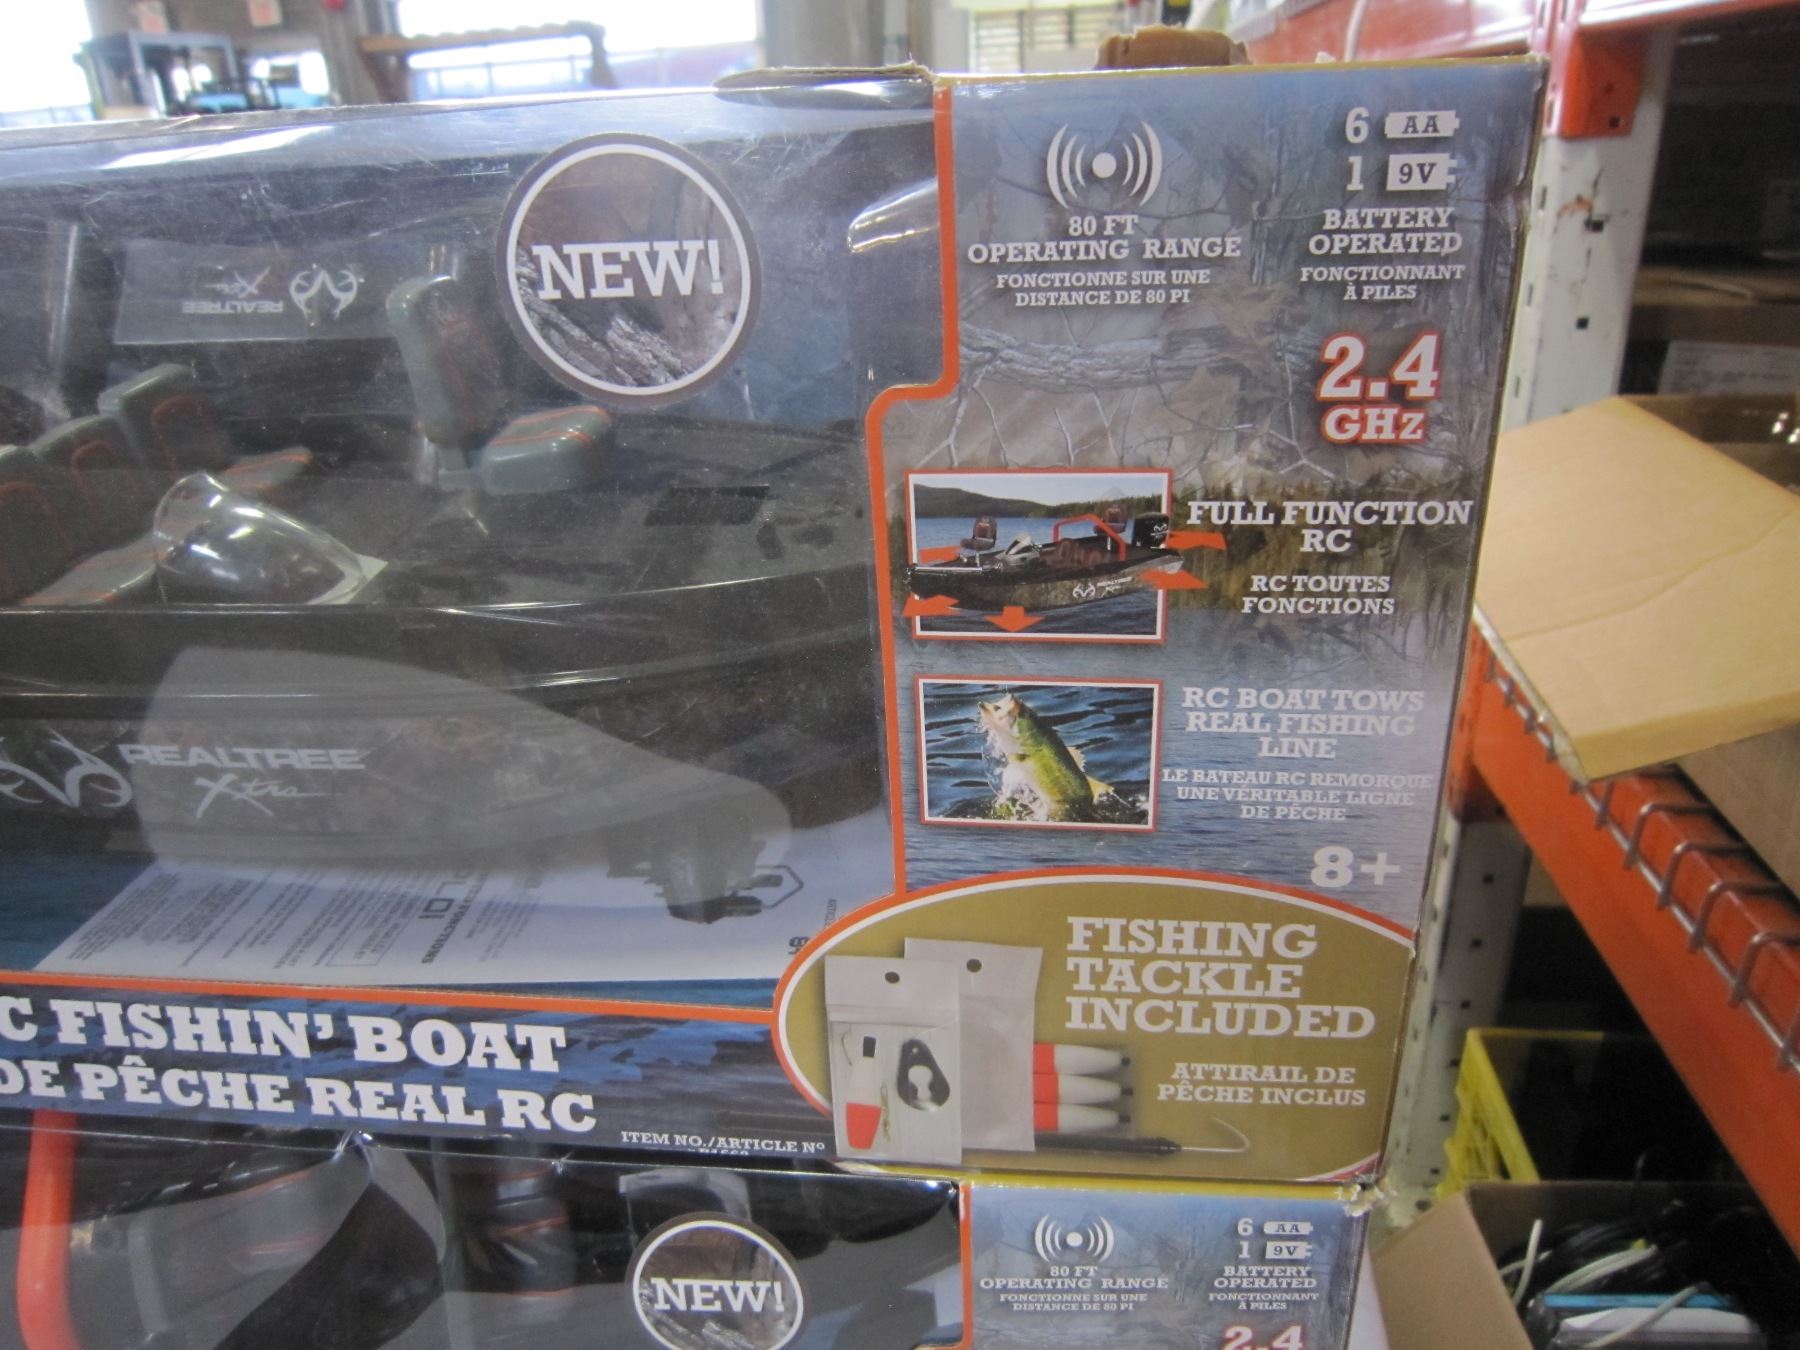 NEW!
REALTREE
Xtra
REALTREE
Xtra
80 FT
OPERATING RANGE
FONCTIONNE SUR UNE
DISTANCE DE 80 PI
6 AA
1 9V
BATTERY
OPERATED
FONCTIONNANT
À PILES
2.4
GHz
REALTREE
FULL FUNCTION
RC
RC TOUTES
FONCTIONS
RC BOAT TOWS
REAL FISHING
LINE
LE BATEAU RC REMORQUE
UNE VÉRITABLE LIGNE
DE PÊCHE
8+
FISHING
TACKLE
INCLUDED
ATTIRAIL DE
PÊCHE INCLUS
C FISHIN' BOAT
DE PÊCHE REAL RC
ITEM NO./ARTICLE Nº
NEW!
80 FT
OPERATING RANGE
FONCTIONNE SUR UNE
DISTANCE DE 80 PI
6 AA
1 9V
BATTERY
OPERATED
FONCTIONNANT
À PILES
2.4